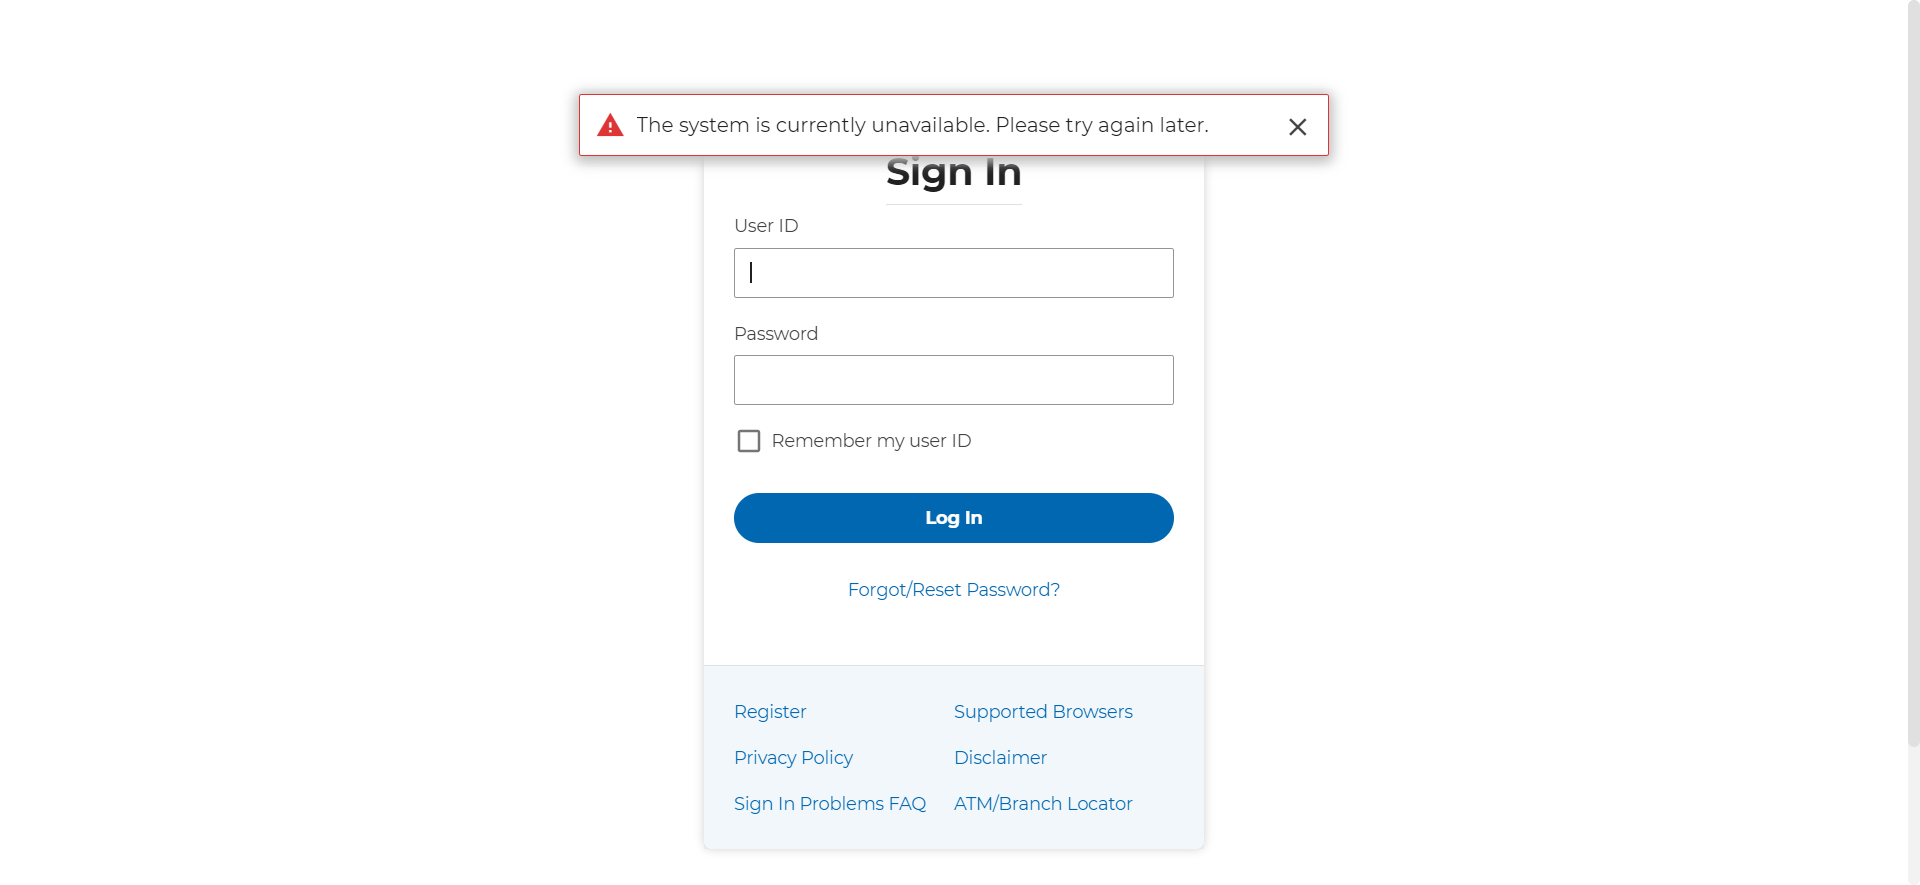 The system is currently unavailable. Please try again later.
Sign In
User ID
Password
Remember my user ID
Log In
Forgot/Reset Password?
Register
Supported Browsers
Privacy Policy
Disclaimer
Sign In Problems FAQ
ATM/Branch Locator